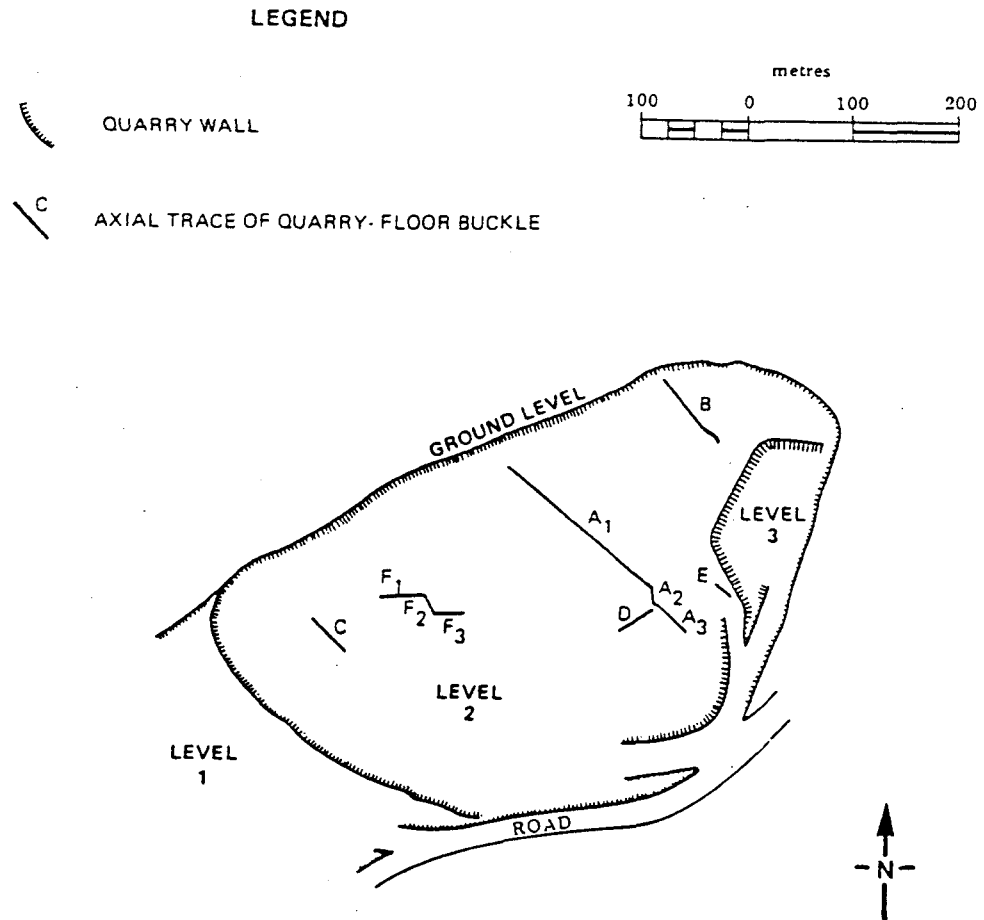 LEGEND
metres
100 0 100 200
QUARRY WALL
C
AXIAL TRACE OF QUARRY-FLOOR BUCKLE
B
GROUND LEVEL
A1
LEVEL
3
E
F1
A2
F2
D
F3
A3
C
LEVEL
2
LEVEL
1
ROAD
N